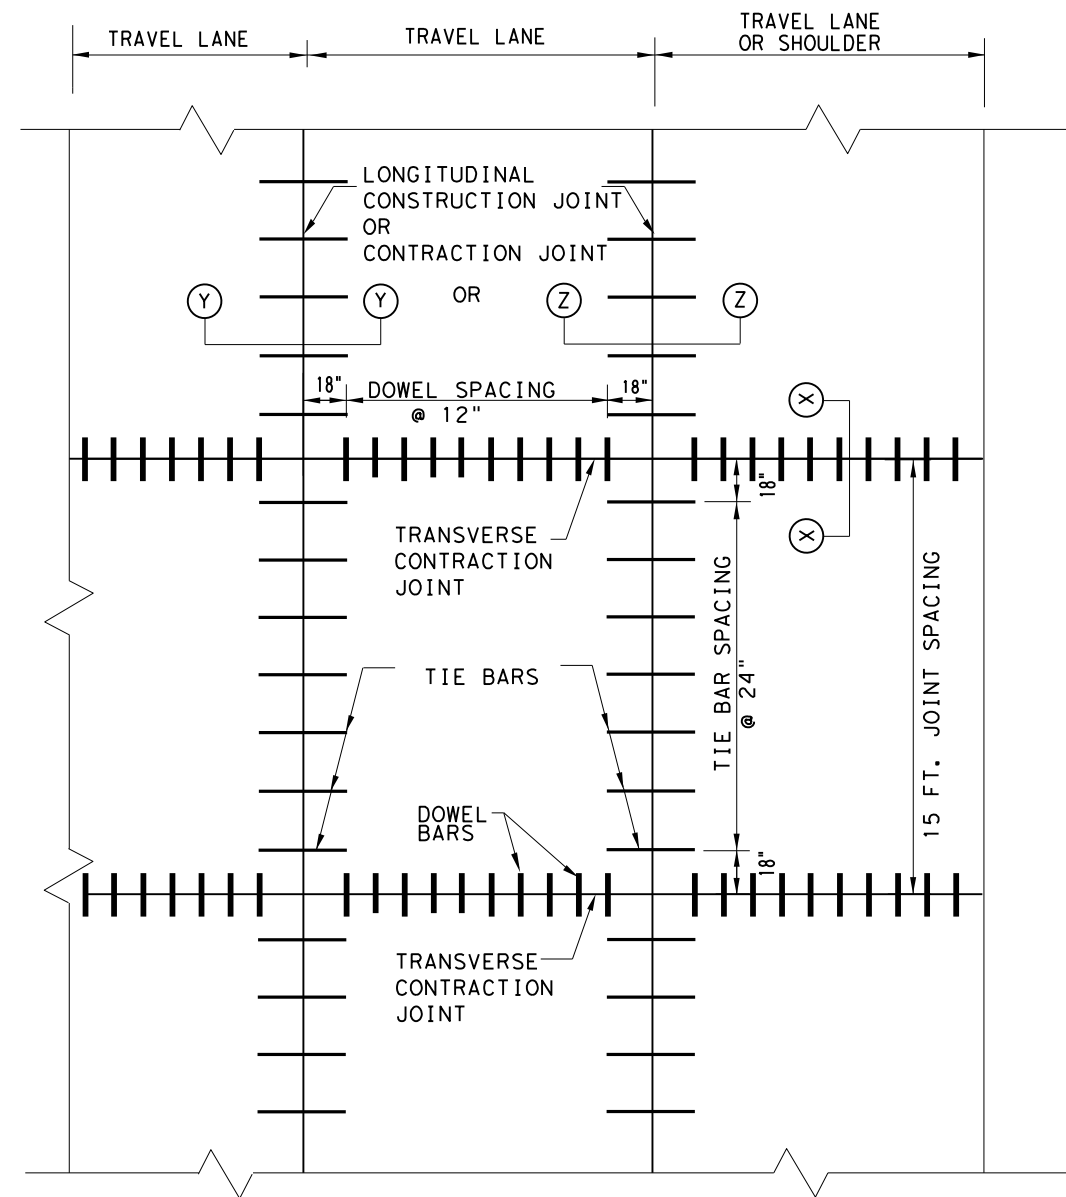 TRAVEL LANE
TRAVEL LANE
TRAVEL LANE
OR SHOULDER
LONGITUDINAL
CONSTRUCTION JOINT
OR
CONTRACTION JOINT
Y
Y
OR
Z
Z
18"
DOWEL SPACING
@ 12"
18"
X
X
18"
TRANSVERSE
CONTRACTION
JOINT
TIE BAR SPACING
@ 24"
15 FT. JOINT SPACING
TIE BARS
DOWEL
BARS
18"
TRANSVERSE
CONTRACTION
JOINT